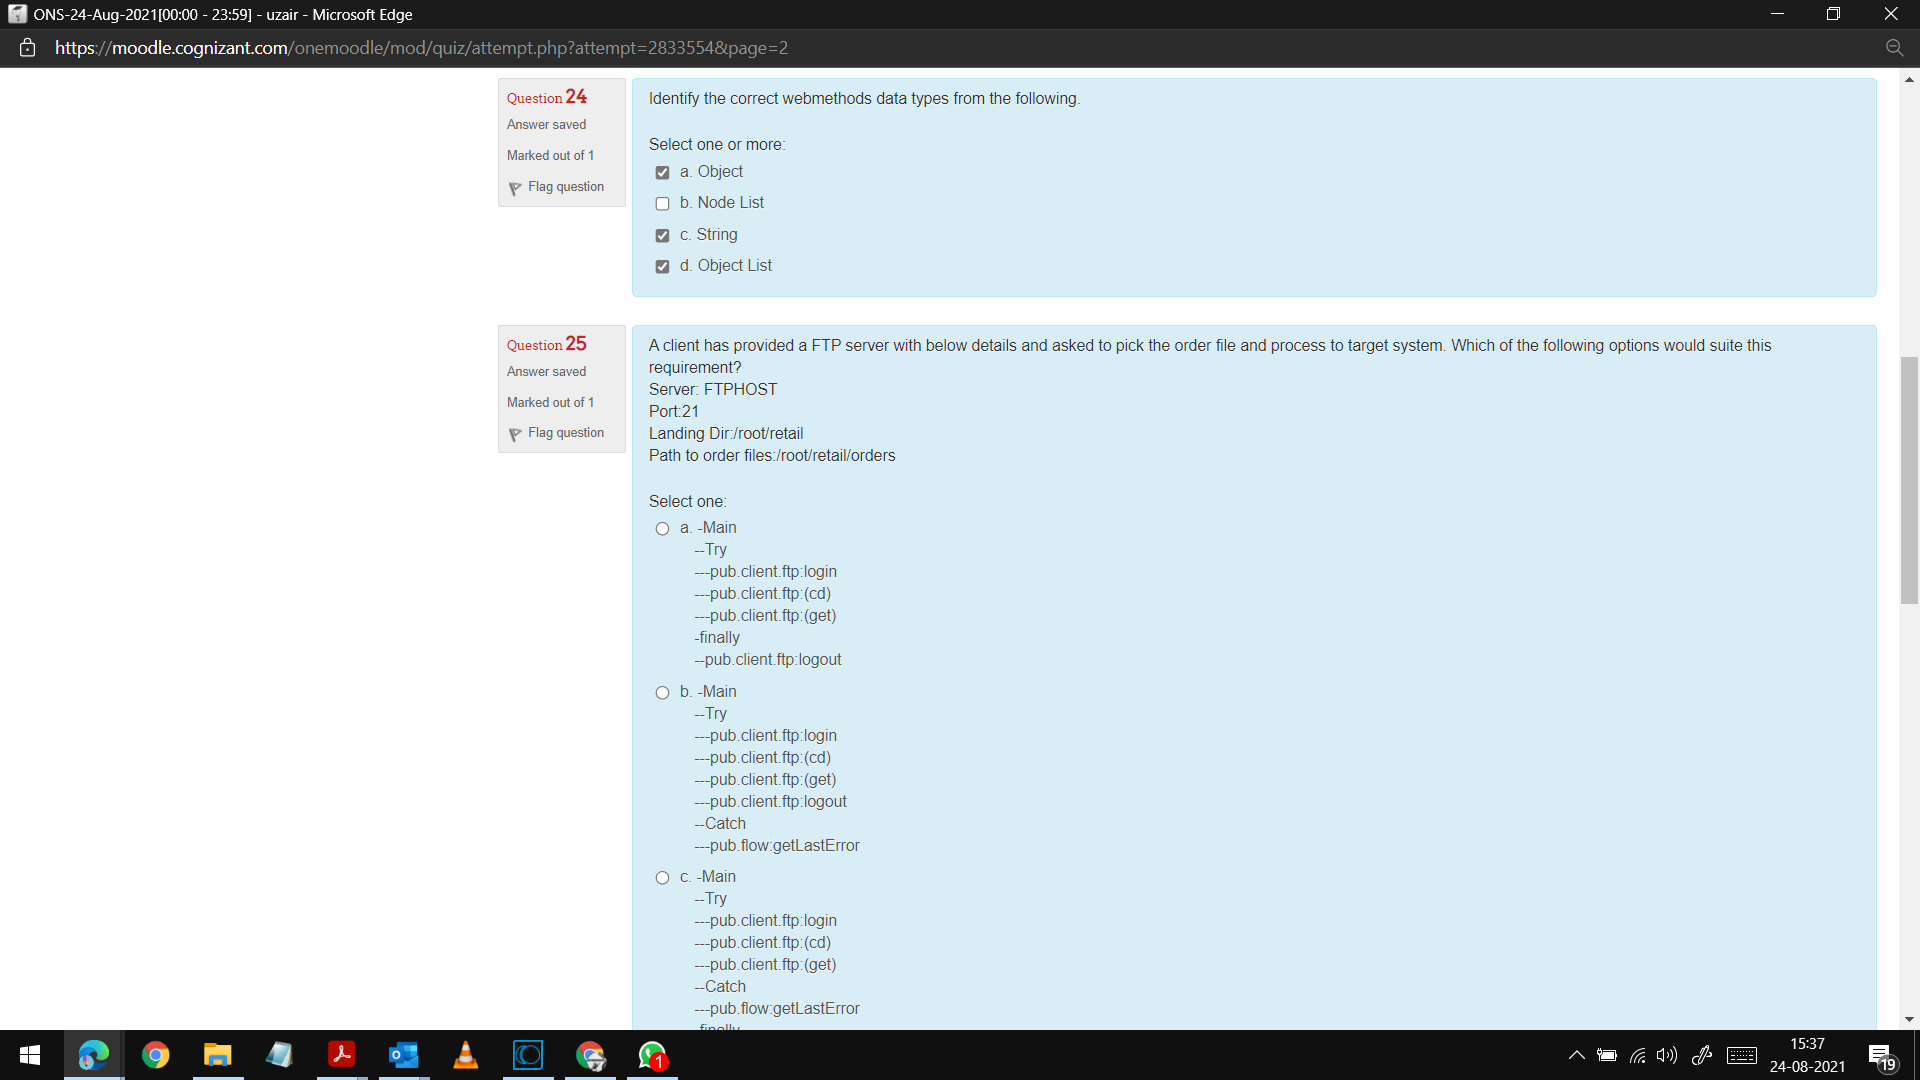 ONS-24-Aug-2021[00:00 - 23:59] - uzair - Microsoft Edge
https://moodle.cognizant.com/onemoodle/mod/quiz/attempt.php?attempt=2833554&page=2
Question 24
Answer saved
Marked out of 1
Flag question
Identify the correct webmethods data types from the following.
Select one or more:
a. Object
b. Node List
c. String
d. Object List
Question 25
Answer saved
Marked out of 1
Flag question
A client has provided a FTP server with below details and asked to pick the order file and process to target system. Which of the following options would suite this
requirement?
Server: FTPHOST
Port:21
Landing Dir:/root/retail
Path to order files:/root/retail/orders
Select one:
a. -Main
--Try
---pub.client.ftp:login
---pub.client.ftp:(cd)
---pub.client.ftp:(get)
-finally
--pub.client.ftp:logout
b. -Main
--Try
---pub.client.ftp:login
---pub.client.ftp:(cd)
---pub.client.ftp:(get)
---pub.client.ftp:logout
--Catch
---pub.flow:getLastError
c. -Main
--Try
---pub.client.ftp:login
---pub.client.ftp:(cd)
---pub.client.ftp:(get)
--Catch
---pub.flow:getLastError
-finally
1
15:37
24-08-2021
19